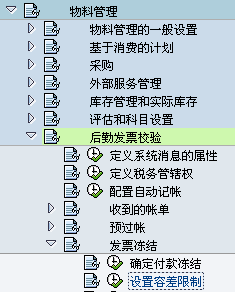 物料管理
物料管理的一般设置
基于消费的计划
采购
外部服务管理
库存管理和实际库存
评估和科目设置
后勤发票校验
定义系统消息的属性
定义税务管辖权
配置自动记帐
收到的帐单
预过帐
发票冻结
确定付款冻结
设置容差限制